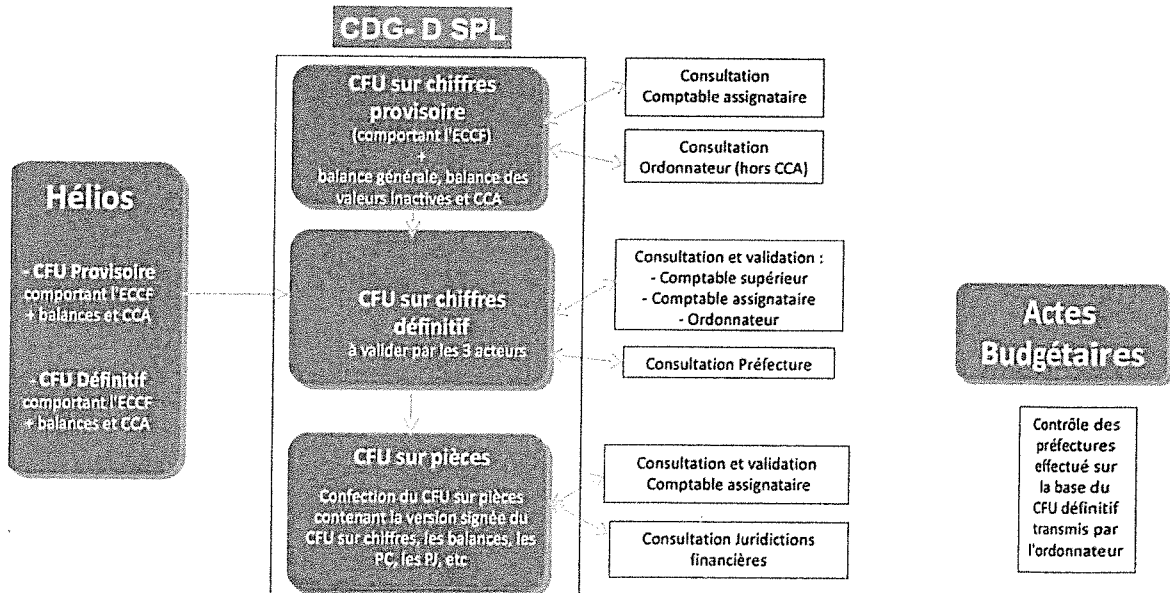 CDG- D SPL
Hélios
- CFU Provisoire
comportant l'ECCF
+ balances et CCA
- CFU Définitif
comportant l'ECCF
+ balances et CCA
CFU sur chiffres
provisoire
(comportant l'ECCF)
+
balance générale, balance des
valeurs inactives et CCA
Consultation
Comptable assignataire
Consultation
Ordonnateur (hors CCA)
CFU sur chiffres
définitif
à valider par les 3 acteurs
Consultation et validation :
- Comptable supérieur
- Comptable assignataire
- Ordonnateur
Consultation Préfecture
CFU sur pièces
Confection du CFU sur pièces
contenant la version signée du
CFU sur chiffres, les balances, les
PC, les PJ, etc
Consultation et validation
Comptable assignataire
Consultation Juridictions
financières
Actes
Budgétaires
Contrôle des
préfectures
effectué sur
la base du
CFU définitif
transmis par
l'ordonnateur